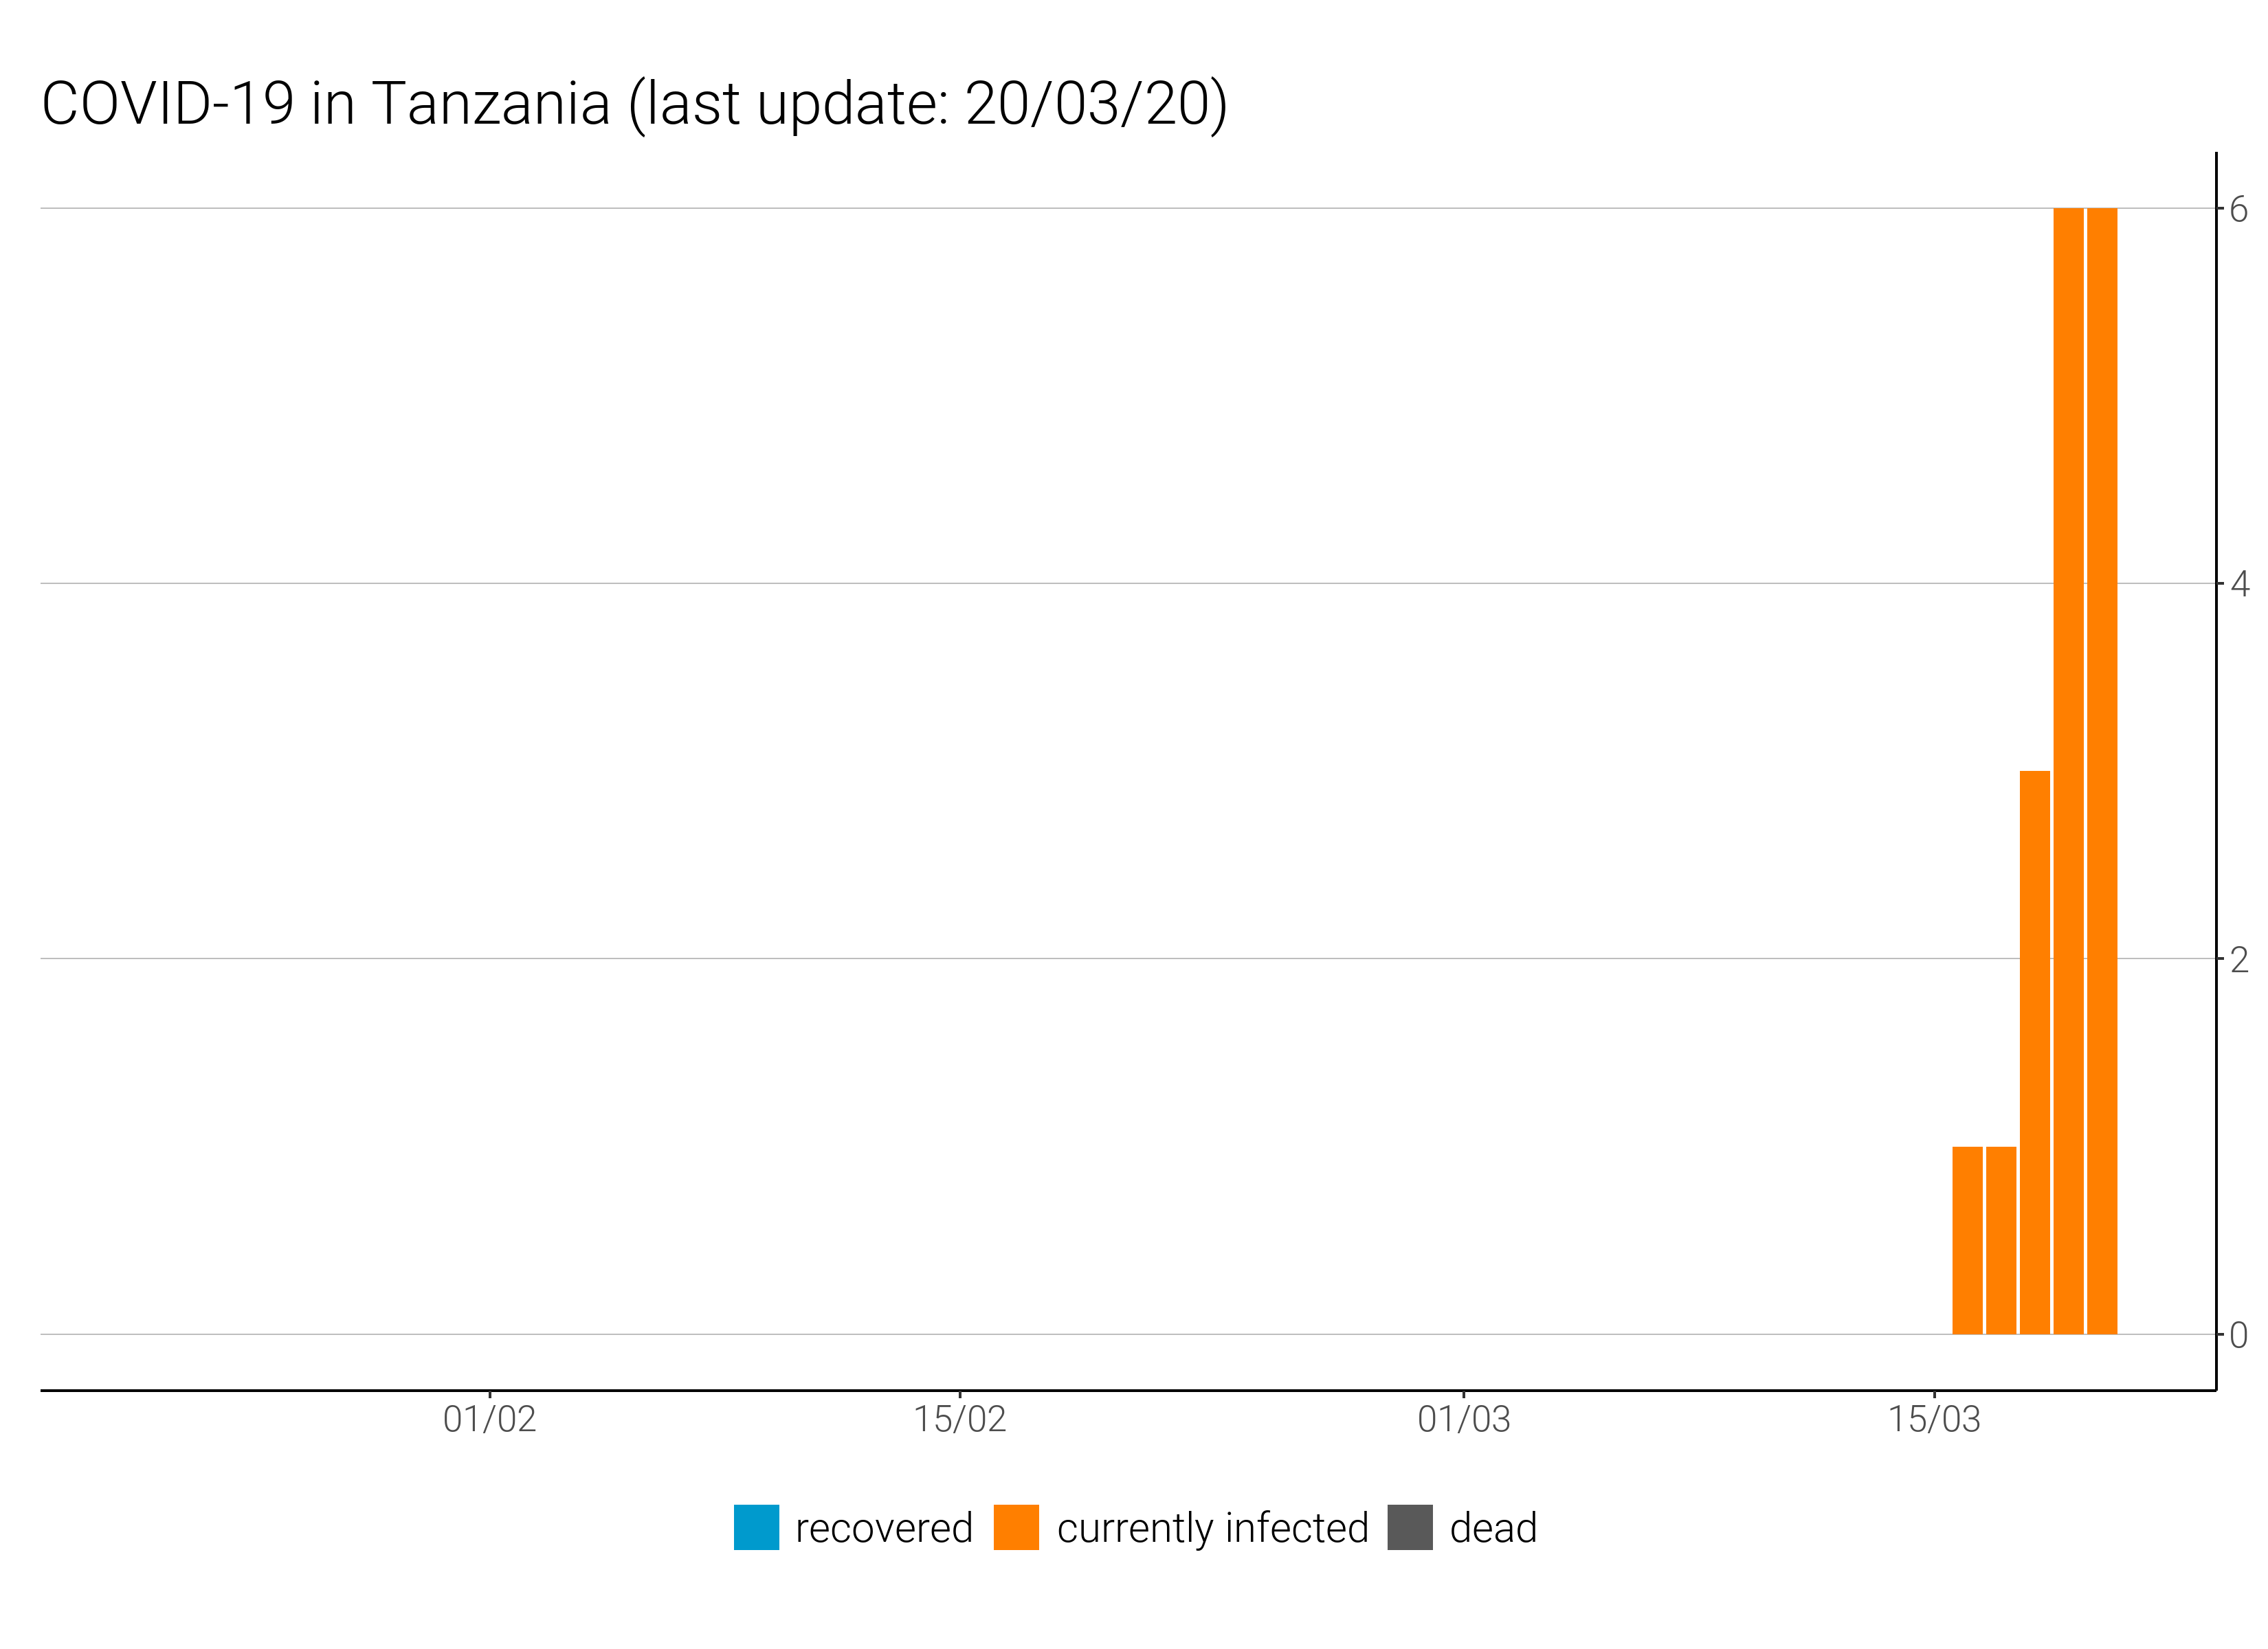 COVID-19 in Tanzania (last update: 20/03/20)
6
4
2
0
01/02 15/02 01/03 15/03
recovered currently infected dead